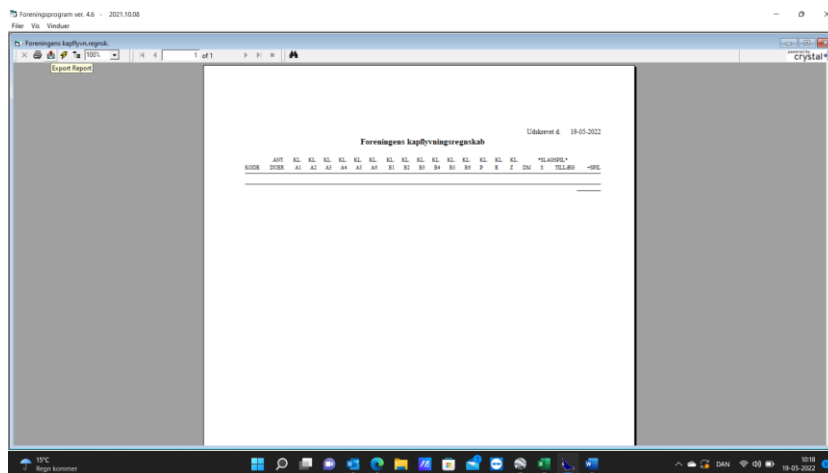 Foreningsprogram ver. 4.6 - 2021.10.08
Filer Vis Vinduer
Foreningens kapflyvn.regnsk.
100% 1 of 1 powered by crystal
Export Report
Udskrevet d. 19-05-2022
Foreningens kapflyvningsregnskab
ANT. KL. KL. KL. KL. KL. KL. KL. KL. KL. KL. KL. KL. KL. KL. KL. *SLAGSPIL*
KODE DUER A1 A2 A3 A4 A5 A6 B1 B2 B3 B4 B5 B6 P E Z DM S TILLÆG +SPIL
15°C
Regn kommer
DAN
10:18
19-05-2022